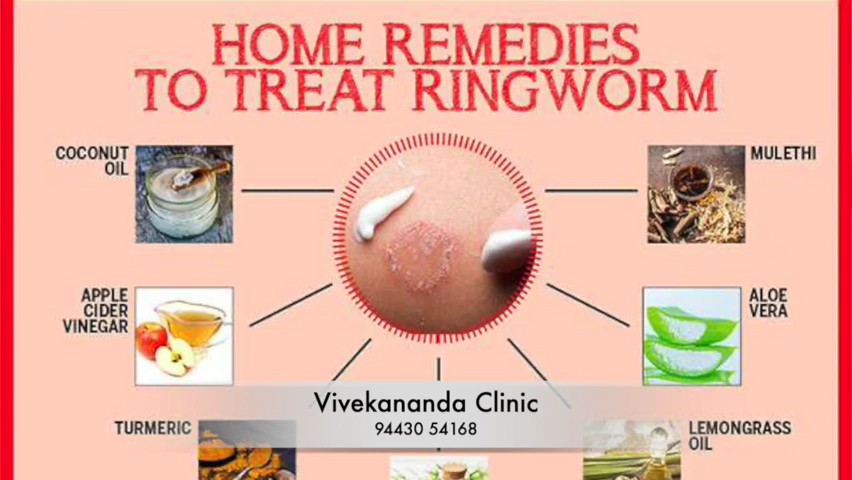 HOME REMEDIES
TO TREAT RINGWORM
COCONUT
OIL
MULETHI
APPLE
CIDER
VINEGAR
ALOE
VERA
Vivekananda Clinic
94430 54168
TURMERIC
LEMONGRASS
OIL